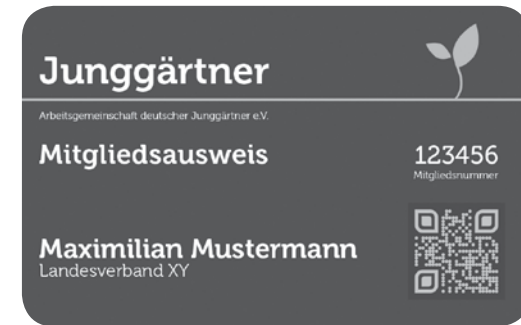 Junggärtner
Arbeitsgemeinschaft deutscher Junggärtner e.V.
Mitgliedsausweis
123456
Mitgliedsnummer
Maximilian Mustermann
Landesverband XY